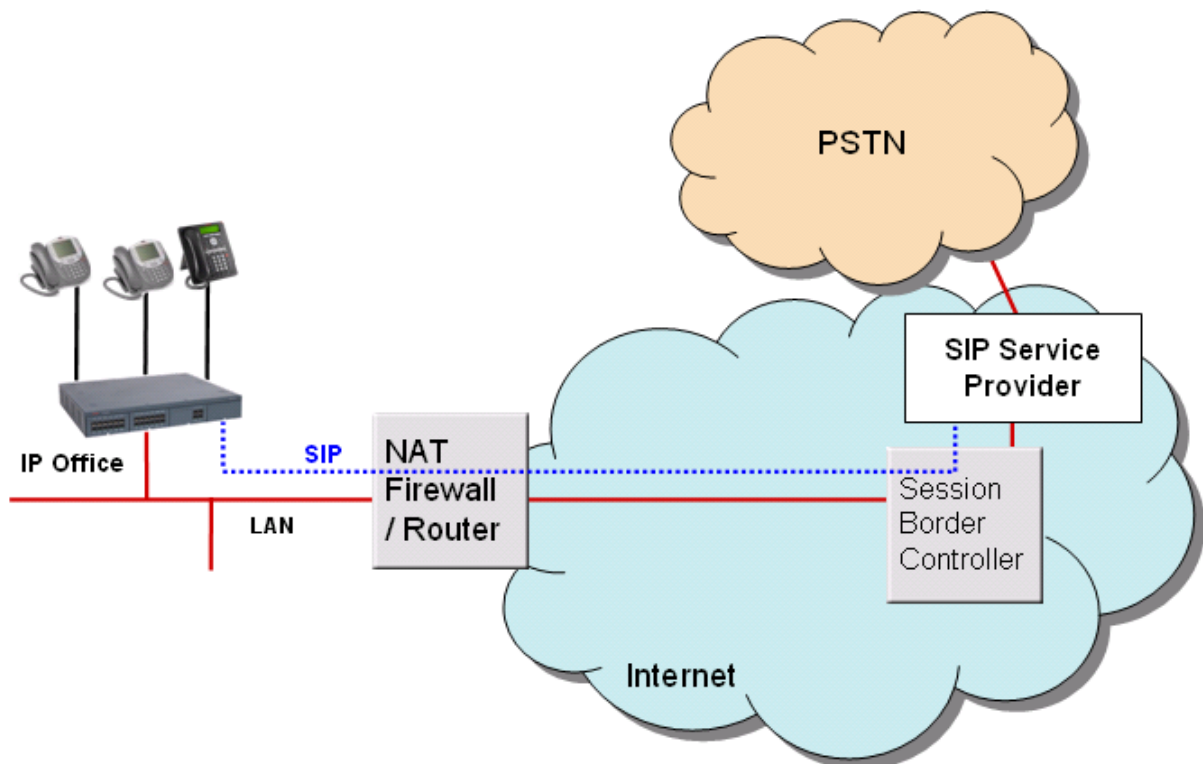 PSTN
SIP Service
Provider
IP Office
SIP
NAT
Firewall
/ Router
LAN
Session
Border
Controller
Internet